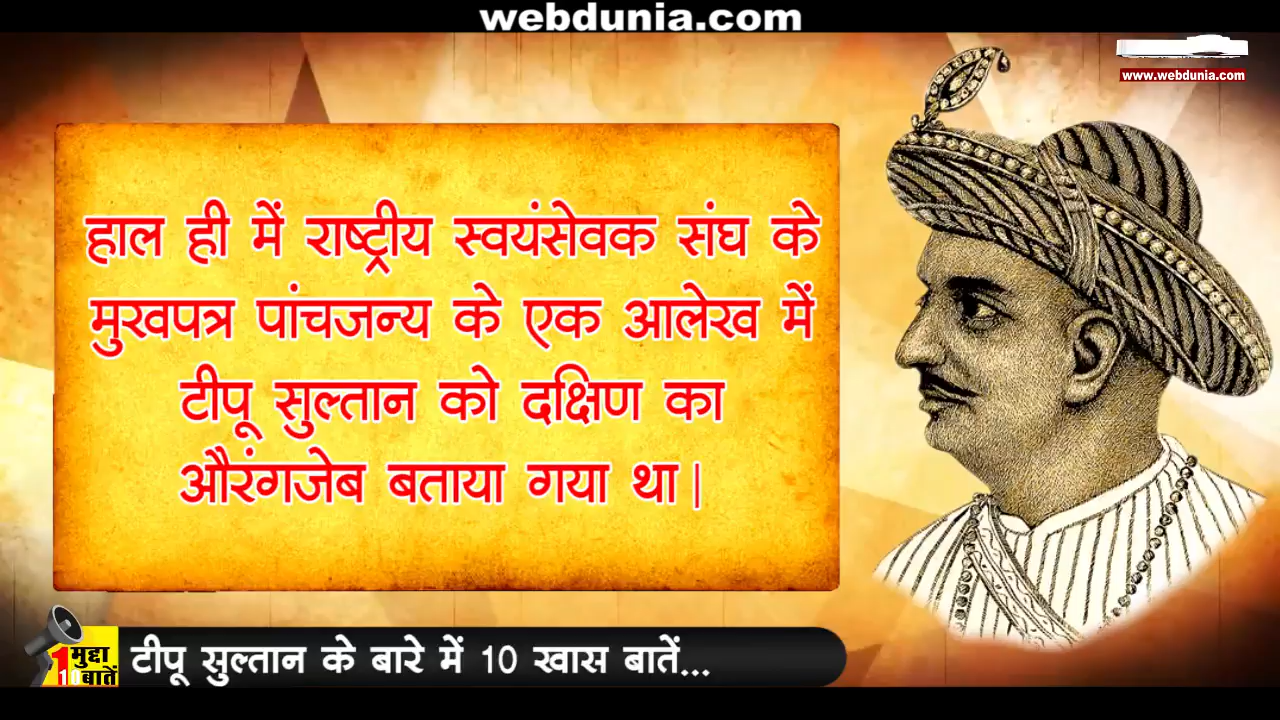 webdunia.com
www.webdunia.com
हाल ही में राष्ट्रीय स्वयंसेवक संघ के
मुखपत्र पांचजन्य के एक आलेख में
टीपू सुल्तान को दक्षिण का
औरंगजेब बताया गया था|
1 मुद्दा
10 बातें
टीपू सुल्तान के बारे में 10 खास बातें...